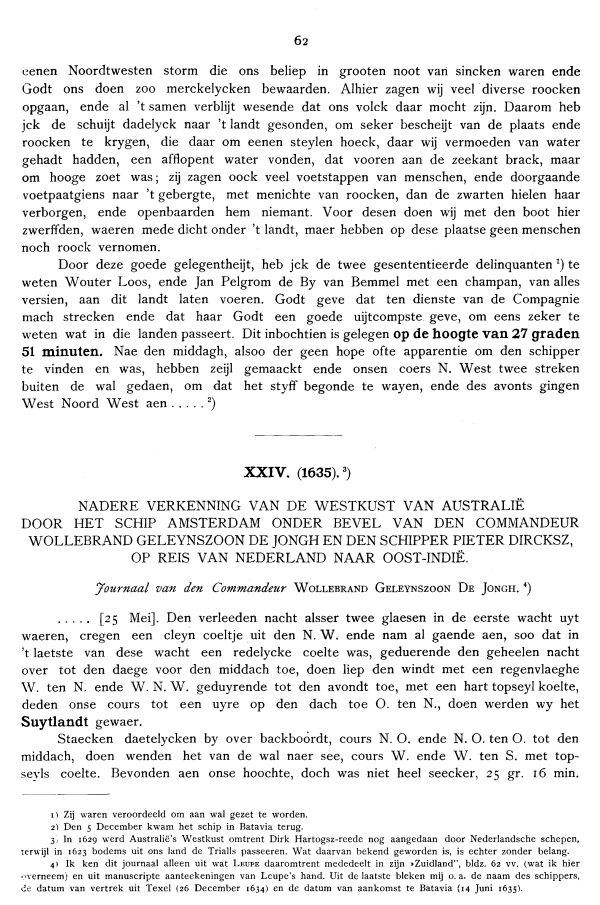 62
eenen Noordtwesten storm die ons beliep in grooten noot van sincken waren ende
Godt ons doen zoo merckelycken bewaarden. Alhier zagen wij veel diverse roocken
opgaan, ende al 't samen verblijt wesende dat ons volck daar mocht zijn. Daarom heb
jck de schuijt dadelyck naar 't landt gesonden, om seker bescheijt van de plaats ende
roocken te krygen, die daar om eenen steylen hoeck, daar wij vermoeden van water
gehadt hadden, een afflopent water vonden, dat vooren aan de zeekant brack, maar
om hooge zoet was; zij zagen oock veel voetstappen van menschen, ende doorgaande
voetpaatgiens naar 't gebergte, met menichte van roocken, dan de zwarten hielen haar
verborgen, ende openbaarden hem niemant. Voor desen doen wij met den boot hier
zwerffden, waeren mede dicht onder 't landt, maer hebben op dese plaatse geen menschen
noch roock vernomen.
Door deze goede gelegentheijt, heb jck de twee gesententieerde delinquanten ¹) te
weten Wouter Loos, ende Jan Pelgrom de By van Bemmel met een champan, van alles
versien, aan dit landt laten voeren. Godt geve dat ten dienste van de Compagnie
mach strecken ende dat haar Godt een goede uijtcompste geve, om eens zeker te
weten wat in die landen passeert. Dit inbochtien is gelegen op de hoogte van 27 graden
51 minuten. Nae den middagh, alsoo der geen hope ofte apparentie om den schipper
te vinden en was, hebben zeijl gemaackt ende onsen coers N. West twee streken
buiten de wal gedaen, om dat het styff begonde te wayen, ende des avonts gingen
West Noord West aen ..... ²)
XXIV. (1635). ³)
NADERE VERKENNING VAN DE WESTKUST VAN AUSTRALIË
DOOR HET SCHIP AMSTERDAM ONDER BEVEL VAN DEN COMMANDEUR
WOLLEBRAND GELEYNSZOON DE JONGH EN DEN SCHIPPER PIETER DIRCKSZ,
OP REIS VAN NEDERLAND NAAR OOST-INDIË.
Journaal van den Commandeur WOLLEBRAND GELEYNSZOON DE JONGH. ⁴)
..... [25 Mei]. Den verleeden nacht alsser twee glaesen in de eerste wacht uyt
waeren, cregen een cleyn coeltje uit den N. W. ende nam al gaende aen, soo dat in
't laetste van dese wacht een redelycke coelte was, geduerende den geheelen nacht
over tot den daege voor den middach toe, doen liep den windt met een regenvlaeghe
W. ten N. ende W. N. W. geduyrende tot den avondt toe, met een hart topseyl koelte,
deden onse cours tot een uyre op den dach toe O. ten N., doen werden wy het
Suytlandt gewaer.
Staecken daetelycken by over backboórdt, cours N. O. ende N. O. ten O. tot den
middach, doen wenden het van de wal naer see, cours W. ende W. ten S. met top-
seyls coelte. Bevonden aen onse hoochte, doch was niet heel seecker, 25 gr. 16 min.
1) Zij waren veroordeeld om aan wal gezet te worden.
2) Den 5 December kwam het schip in Batavia terug.
3) In 1629 werd Australië's Westkust omtrent Dirk Hartogsz-reede nog aangedaan door Nederlandsche schepen,
terwijl in 1623 bodems uit ons land de Trialls passeeren. Wat daarvan bekend geworden is, is echter zonder belang.
4) Ik ken dit journaal alleen uit wat LEUPE daaromtrent mededeelt in zijn »Zuidland", bldz. 62 vv. (wat ik hier
overneem) en uit manuscripte aanteekeningen van Leupe's hand. Uit de laatste bleken mij o. a. de naam des schippers,
de datum van vertrek uit Texel (26 December 1634) en de datum van aankomst te Batavia (14 Juni 1635).